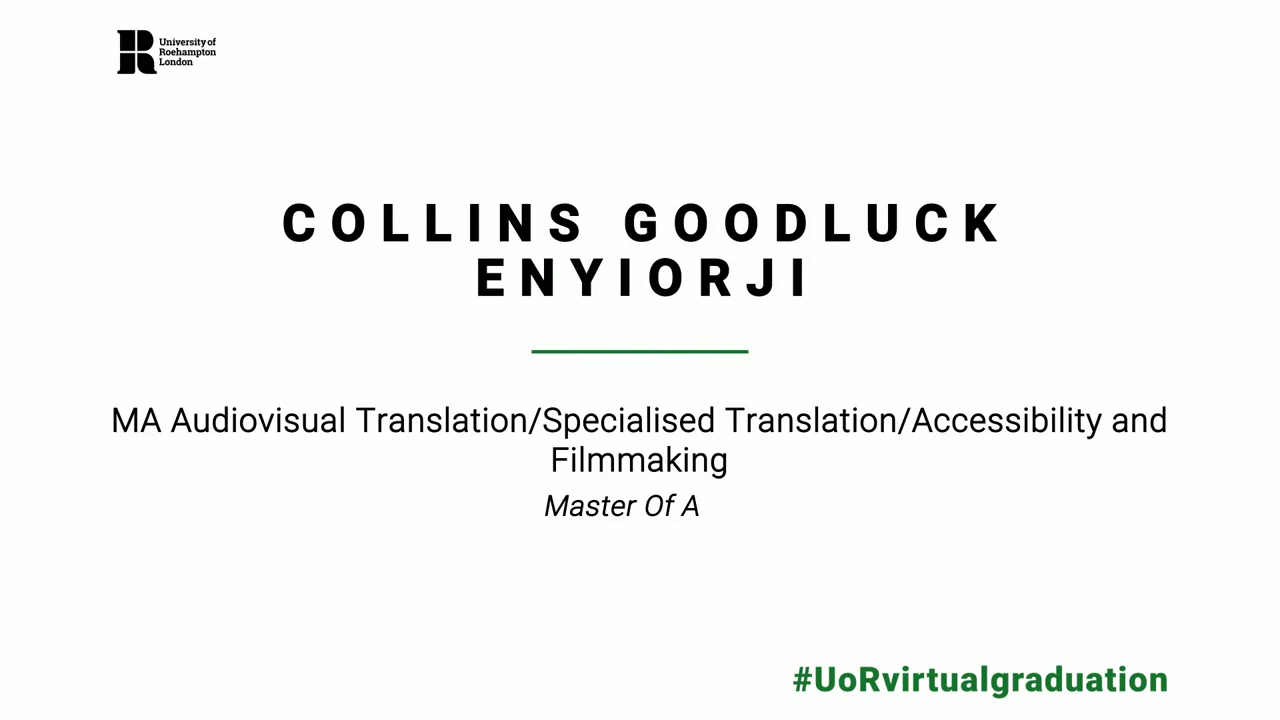 University of
Roehampton
London
COLLINS GOODLUCK
ENYIORJI
MA Audiovisual Translation/Specialised Translation/Accessibility and
Filmmaking
Master Of A
#UoRvirtualgraduation